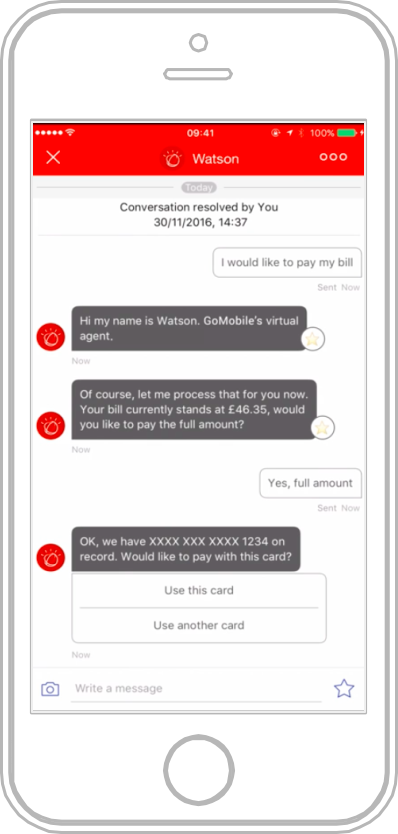 09:41
100%
Watson
Today
Conversation resolved by You
30/11/2016, 14:37
I would like to pay my bill
Sent Now
Hi my name is Watson. GoMobile's virtual
agent.
Now
Of course, let me process that for you now.
Your bill currently stands at £46.35, would
you like to pay the full amount?
Now
Yes, full amount
Sent Now
OK, we have XXXX XXX XXXX 1234 on
record. Would like to pay with this card?
Use this card
Use another card
Now
Write a message